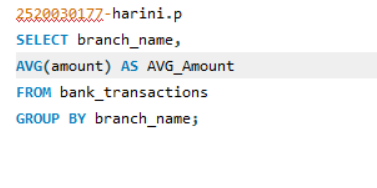 2520030177-harini.p
SELECT branch_name,
AVG(amount) AS AVG_Amount
FROM bank_transactions
GROUP BY branch_name;